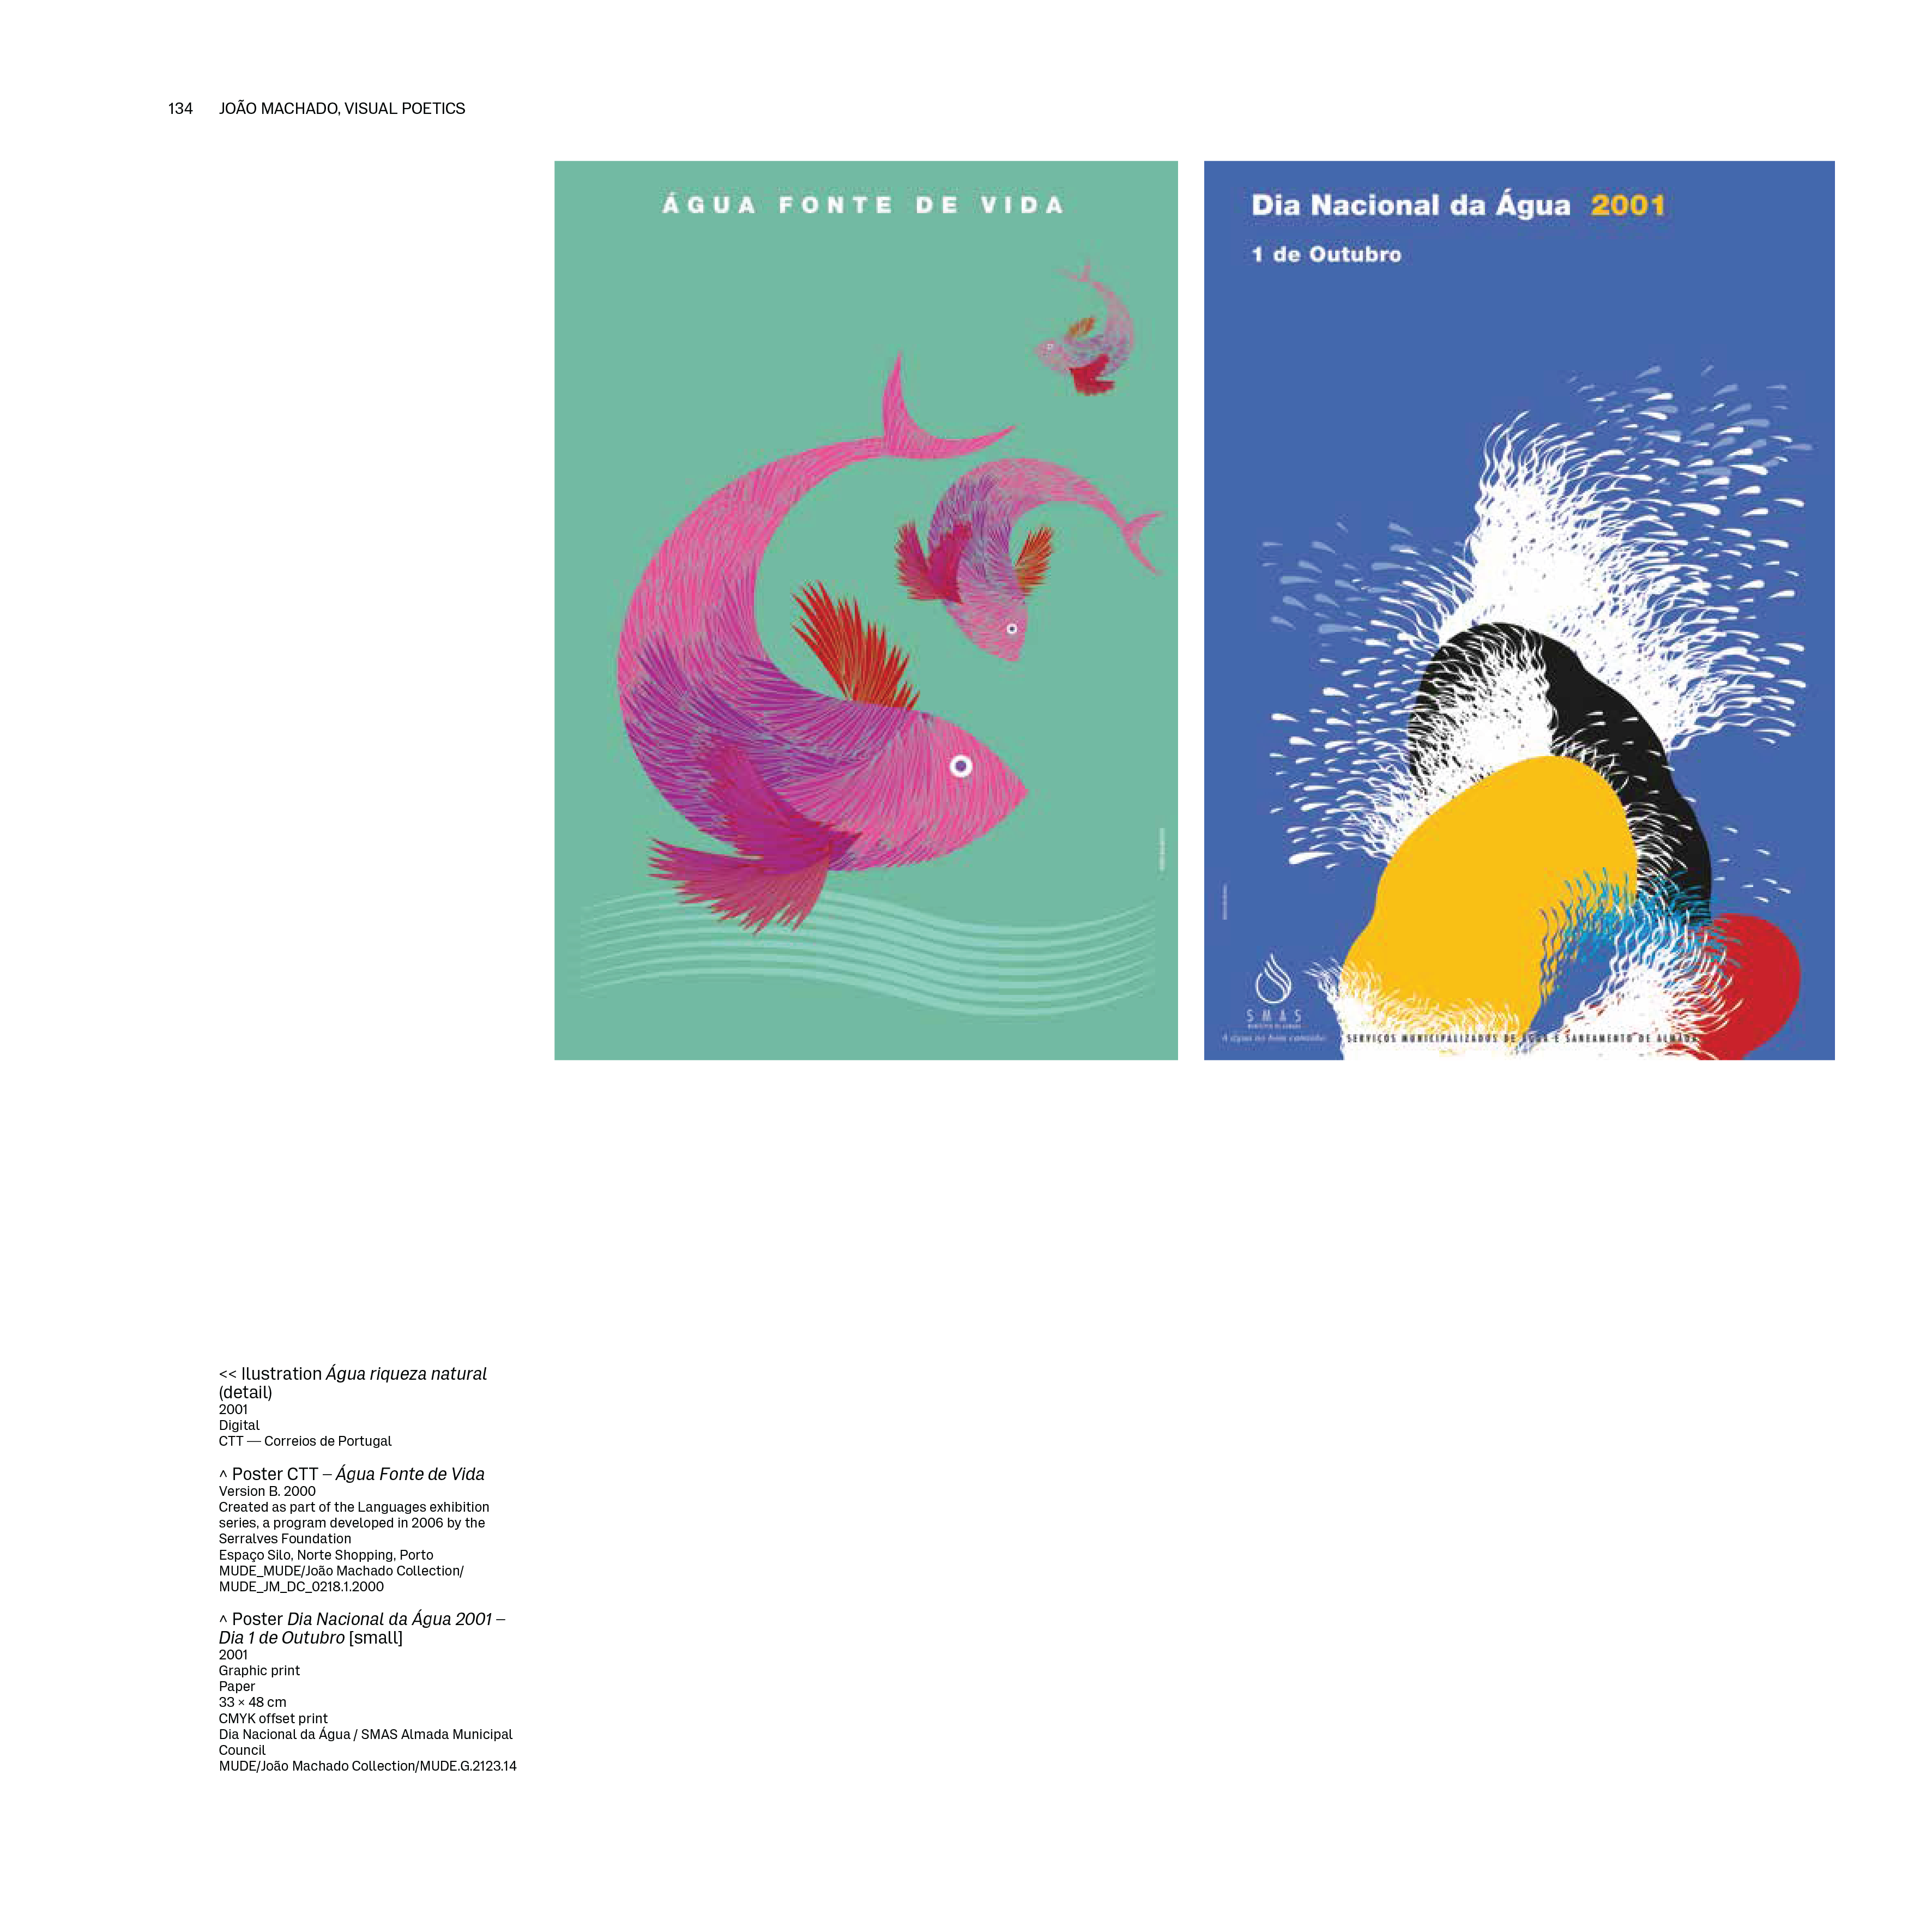 134 JOÃO MACHADO, VISUAL POETICS
ÁGUA FONTE DE VIDA
Dia Nacional da Água 2001
1 de Outubro
SMAS
A água no bom caminho
SERVIÇOS MUNICIPALIZADOS DE ÁGUA E SANEAMENTO DE ALMADA
<< Ilustration Água riqueza natural
(detail)
2001
Digital
CTT — Correios de Portugal
^ Poster CTT – Água Fonte de Vida
Version B. 2000
Created as part of the Languages exhibition
series, a program developed in 2006 by the
Serralves Foundation
Espaço Silo, Norte Shopping, Porto
MUDE_MUDE/João Machado Collection/
MUDE_JM_DC_0218.1.2000
^ Poster Dia Nacional da Água 2001 –
Dia 1 de Outubro [small]
2001
Graphic print
Paper
33 × 48 cm
CMYK offset print
Dia Nacional da Água / SMAS Almada Municipal
Council
MUDE/João Machado Collection/MUDE.G.2123.14